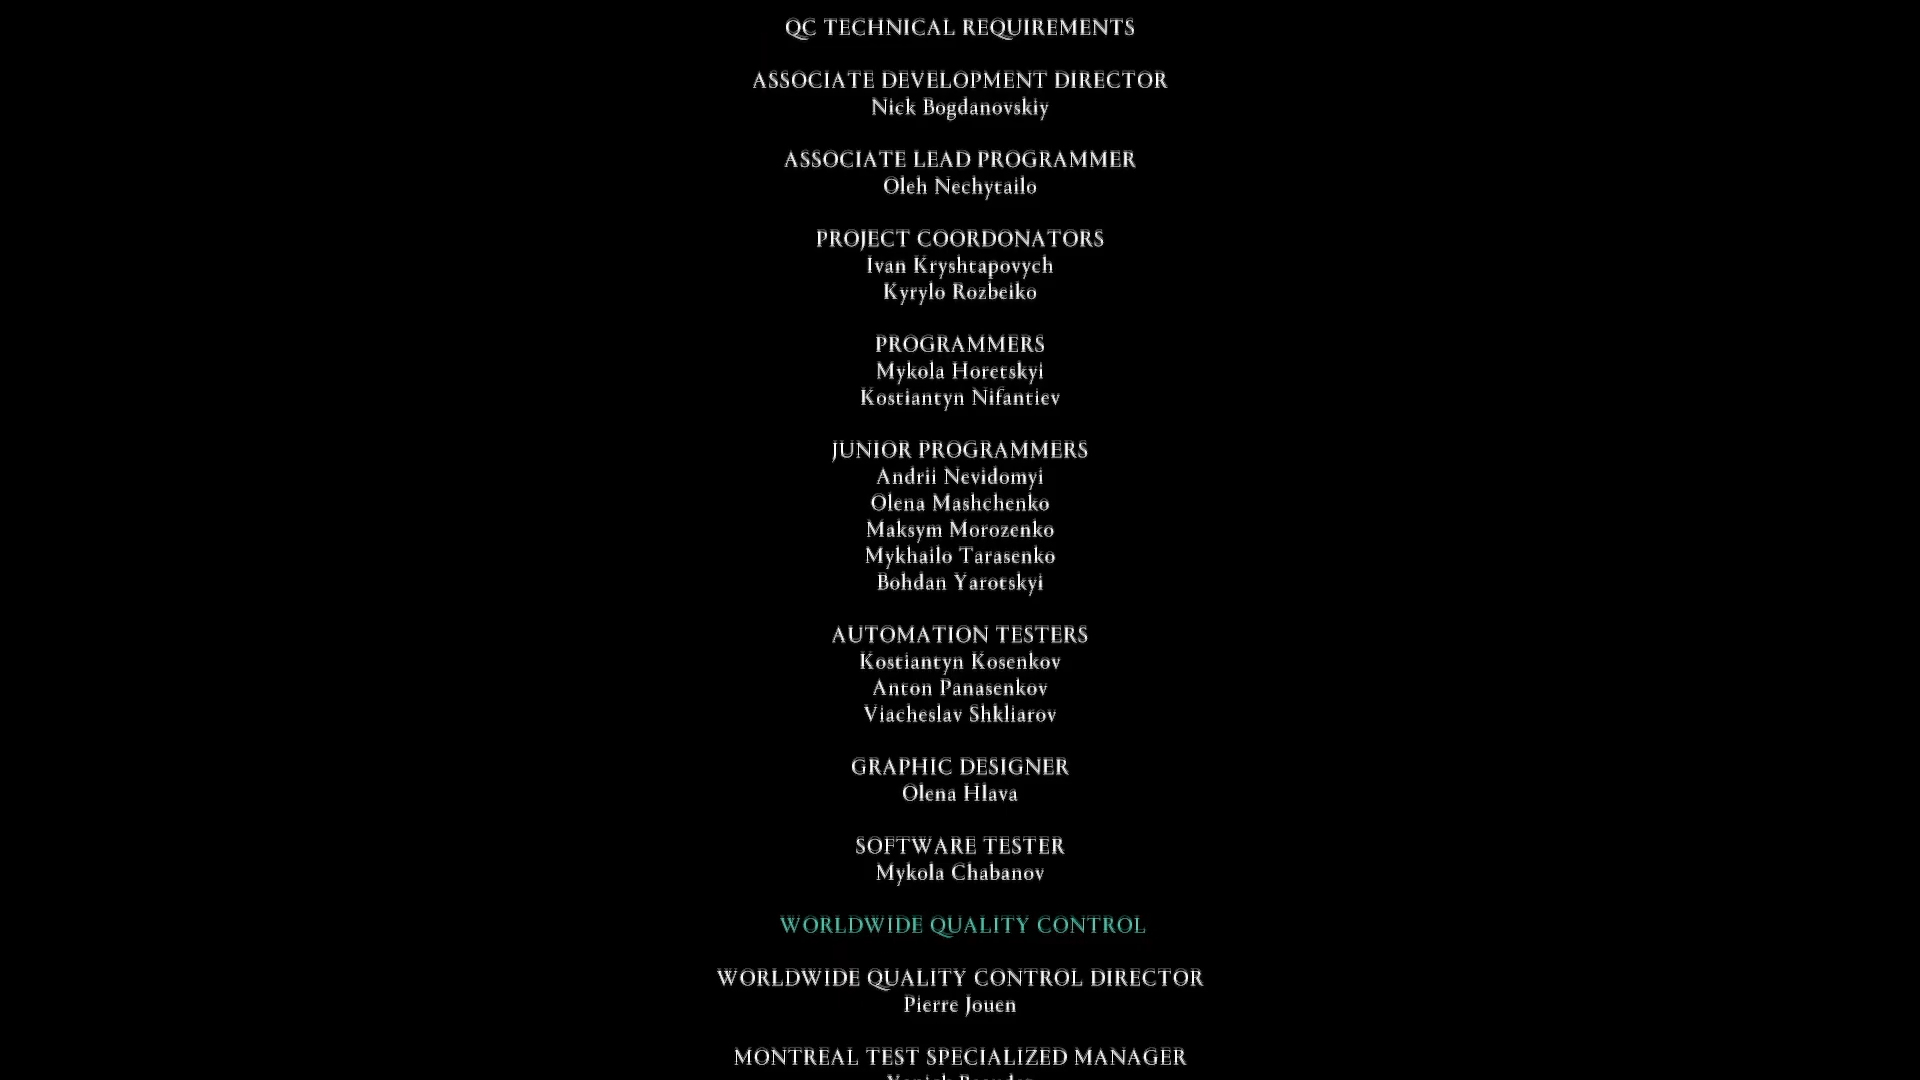 QC TECHNICAL REQUIREMENTS
ASSOCIATE DEVELOPMENT DIRECTOR
Nick Bogdanovskiy
ASSOCIATE LEAD PROGRAMMER
Oleh Nechytailo
PROJECT COORDONATORS
Ivan Kryshtapovych
Kyrylo Rozbeiko
PROGRAMMERS
Mykola Horetskyi
Kostiantyn Nifantiev
JUNIOR PROGRAMMERS
Andrii Nevidomyi
Olena Mashchenko
Maksym Morozenko
Mykhailo Tarasenko
Bohdan Yarotskyi
AUTOMATION TESTERS
Kostiantyn Kosenkov
Anton Panasenkov
Viacheslav Shkliarov
GRAPHIC DESIGNER
Olena Hlava
SOFTWARE TESTER
Mykola Chabanov
WORLDWIDE QUALITY CONTROL
WORLDWIDE QUALITY CONTROL DIRECTOR
Pierre Jouen
MONTREAL TEST SPECIALIZED MANAGER